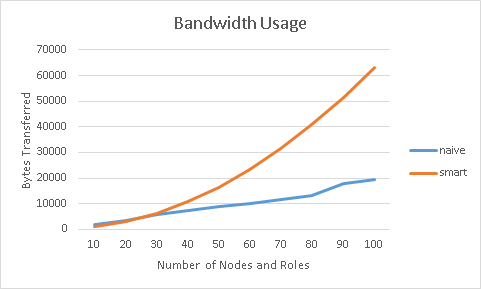 Bandwidth Usage
70000
60000
50000
40000
30000
20000
10000
0
Bytes Transferred
10 20 30 40 50 60 70 80 90 100
Number of Nodes and Roles
naive
smart